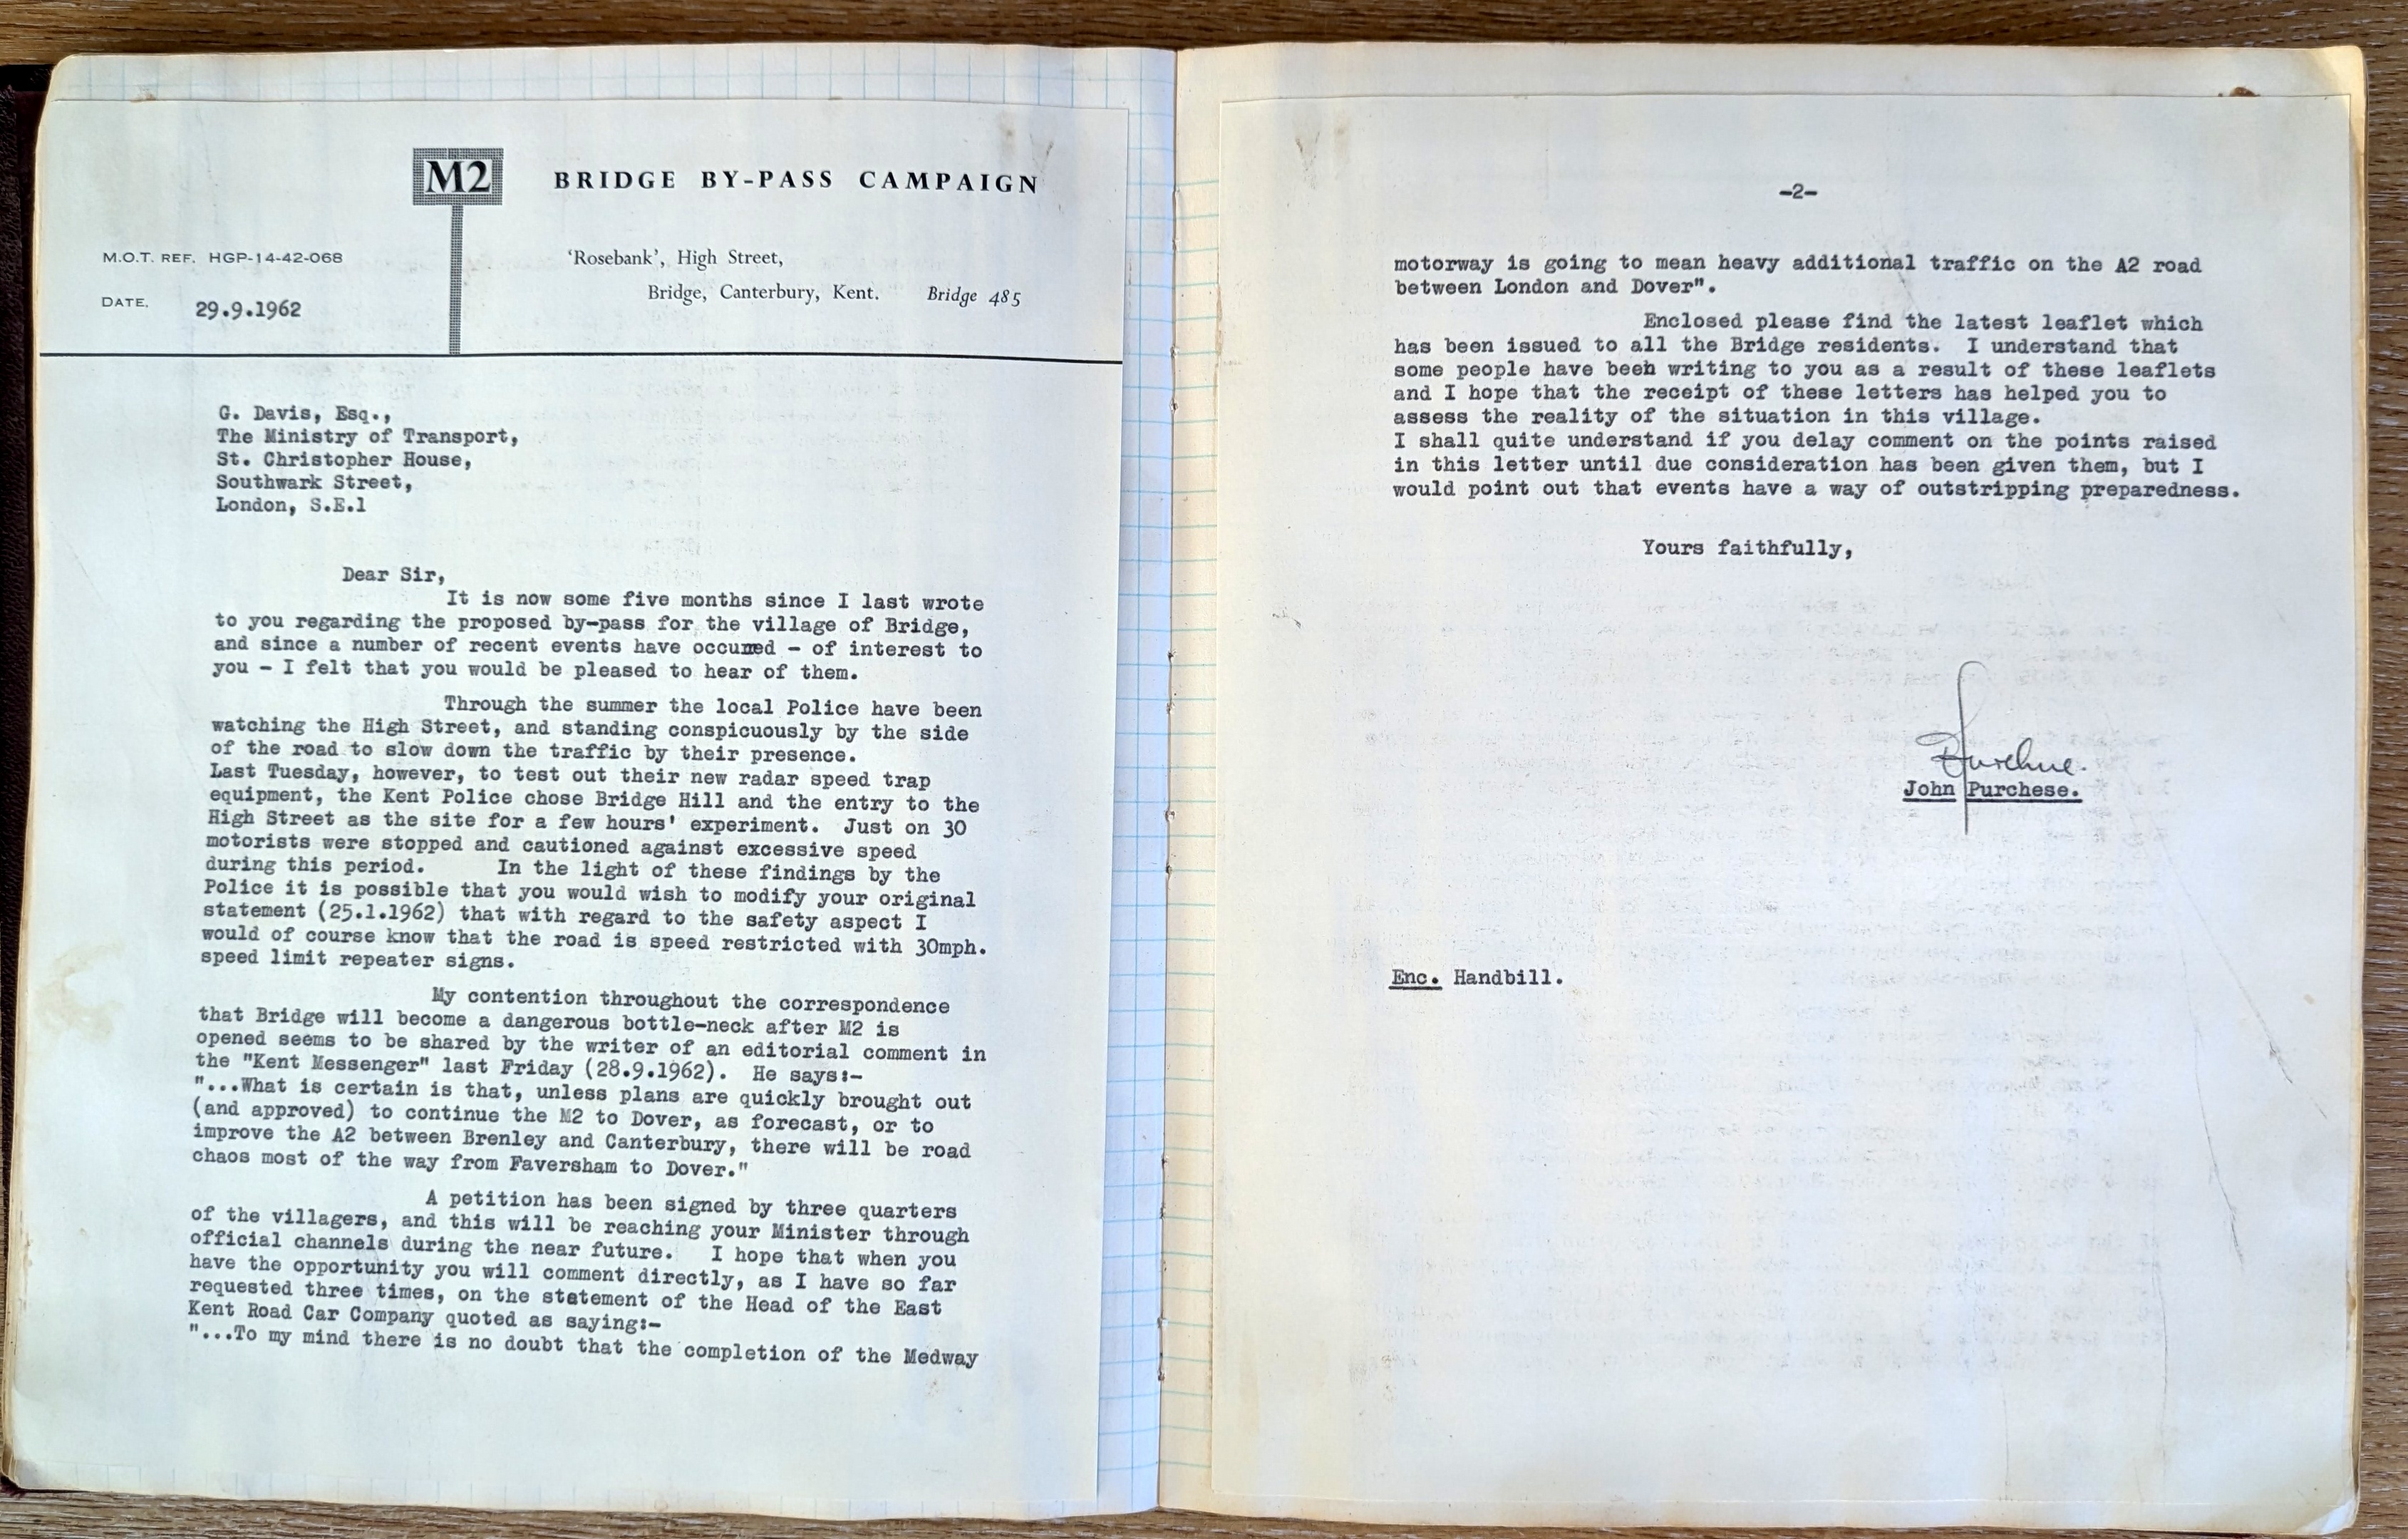 M2
BRIDGE BY-PASS CAMPAIGN
M.O.T. REF. HGP-14-42-068
'Rosebank', High Street,
Bridge, Canterbury, Kent. Bridge 485
DATE. 29.9.1962
G. Davis, Esq.,
The Ministry of Transport,
St. Christopher House,
Southwark Street,
London, S.E.1
Dear Sir,
It is now some five months since I last wrote
to you regarding the proposed by-pass for the village of Bridge,
and since a number of recent events have occurred - of interest to
you - I felt that you would be pleased to hear of them.
Through the summer the local Police have been
watching the High Street, and standing conspicuously by the side
of the road to slow down the traffic by their presence.
Last Tuesday, however, to test out their new radar speed trap
equipment, the Kent Police chose Bridge Hill and the entry to the
High Street as the site for a few hours' experiment. Just on 30
motorists were stopped and cautioned against excessive speed
during this period. In the light of these findings by the
Police it is possible that you would wish to modify your original
statement (25.1.1962) that with regard to the safety aspect I
would of course know that the road is speed restricted with 30mph.
speed limit repeater signs.
My contention throughout the correspondence
that Bridge will become a dangerous bottle-neck after M2 is
opened seems to be shared by the writer of an editorial comment in
the "Kent Messenger" last Friday (28.9.1962). He says:-
"...What is certain is that, unless plans are quickly brought out
(and approved) to continue the M2 to Dover, as forecast, or to
improve the A2 between Brenley and Canterbury, there will be road
chaos most of the way from Faversham to Dover."
A petition has been signed by three quarters
of the villagers, and this will be reaching your Minister through
official channels during the near future. I hope that when you
have the opportunity you will comment directly, as I have so far
requested three times, on the statement of the Head of the East
Kent Road Car Company quoted as saying:-
"...To my mind there is no doubt that the completion of the Medway
-2-
motorway is going to mean heavy additional traffic on the A2 road
between London and Dover".
Enclosed please find the latest leaflet which
has been issued to all the Bridge residents. I understand that
some people have been writing to you as a result of these leaflets
and I hope that the receipt of these letters has helped you to
assess the reality of the situation in this village.
I shall quite understand if you delay comment on the points raised
in this letter until due consideration has been given them, but I
would point out that events have a way of outstripping preparedness.
Yours faithfully,
JPurchese.
John Purchese.
Enc. Handbill.